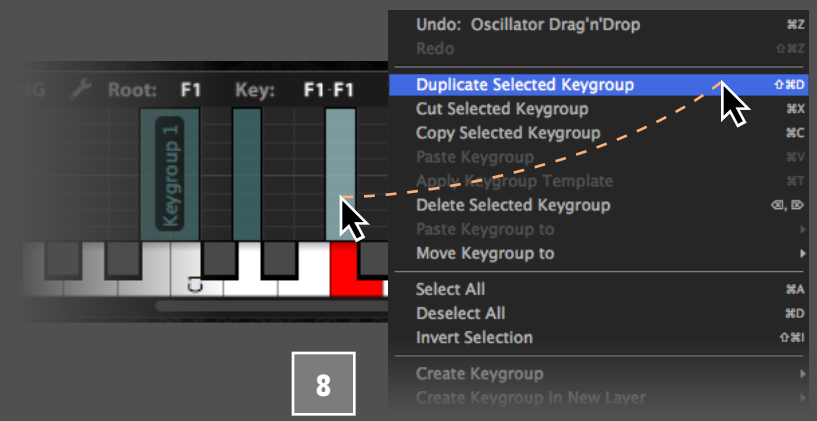 NG Root: F1 Key: F1-F1
Keygroup 1
C1
8
Undo: Oscillator Drag'n'Drop ⌘Z
Redo ⇧⌘Z
Duplicate Selected Keygroup ⇧⌘D
Cut Selected Keygroup ⌘X
Copy Selected Keygroup ⌘C
Paste Keygroup ⌘V
Apply Keygroup Template ⌘T
Delete Selected Keygroup ⌫, ⌦
Paste Keygroup to
Move Keygroup to
Select All ⌘A
Deselect All ⌘D
Invert Selection ⇧⌘I
Create Keygroup
Create Keygroup in New Layer